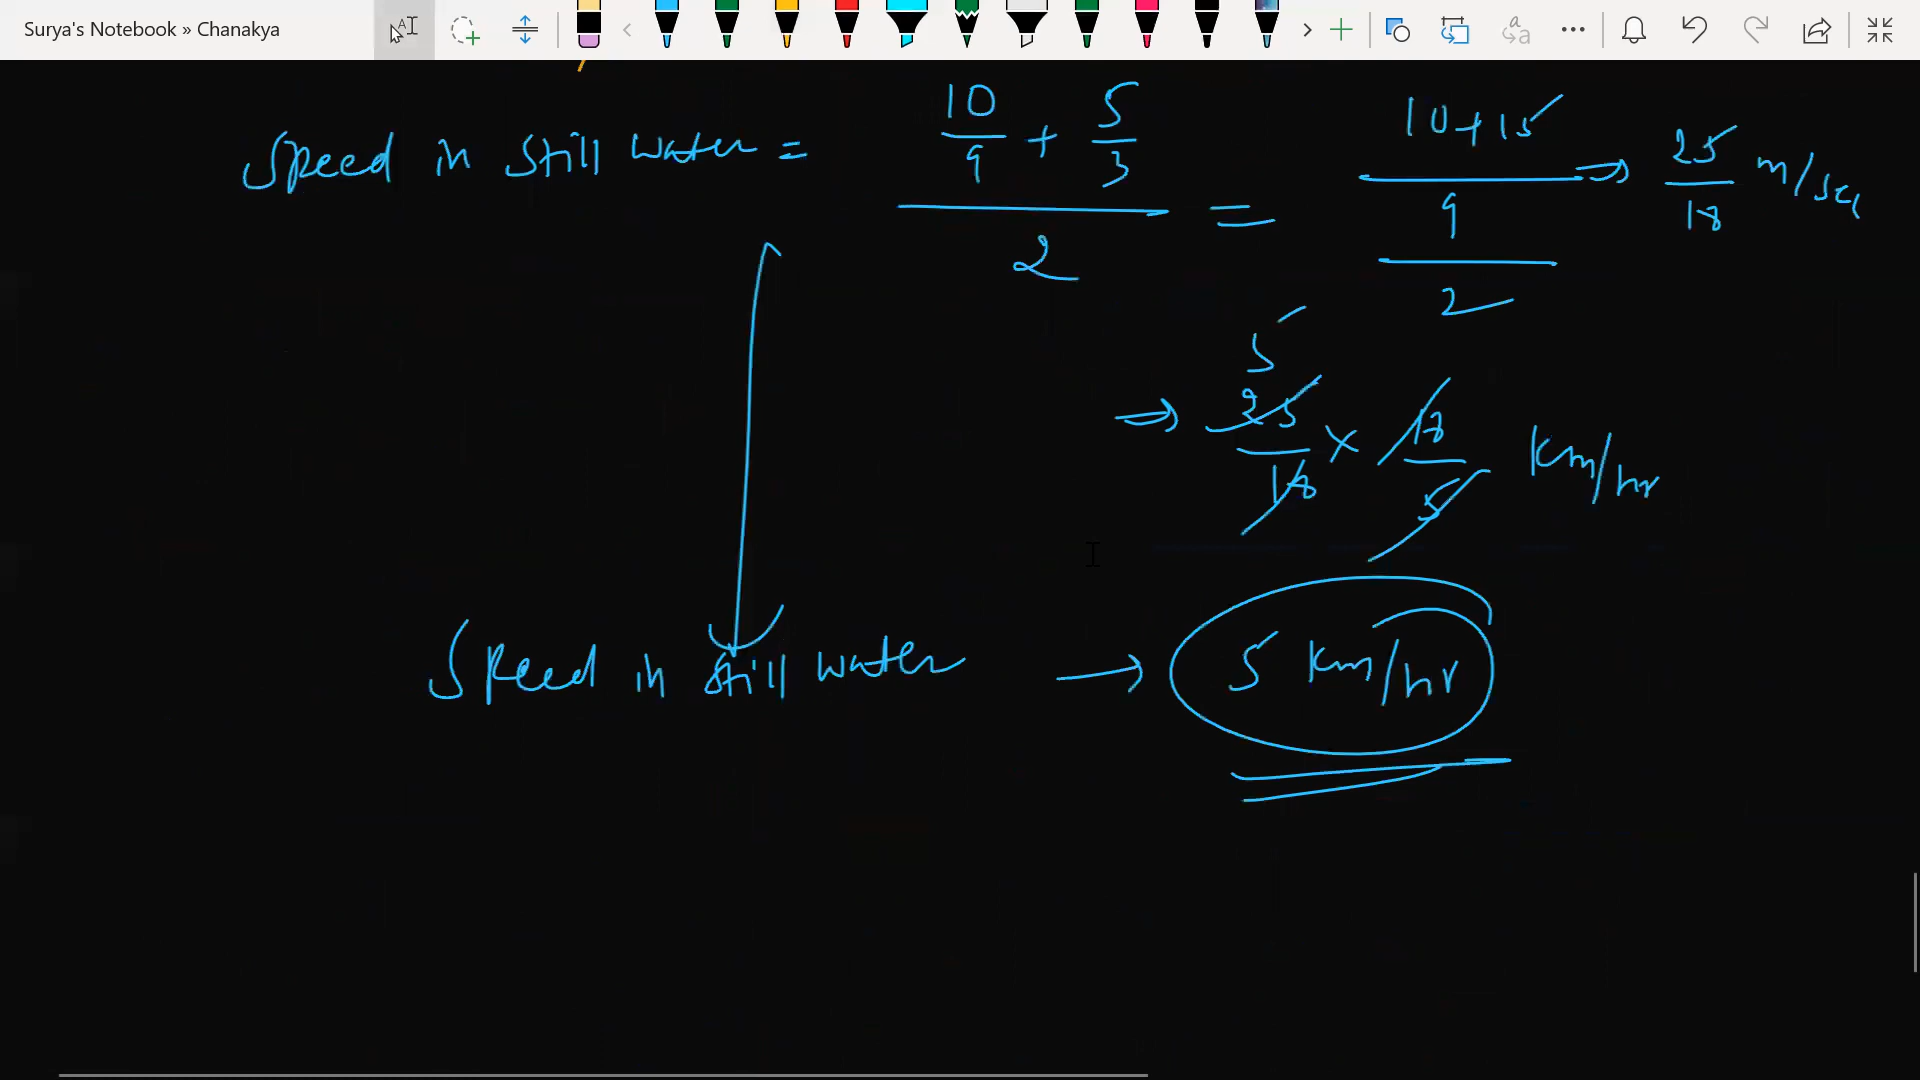 Surya's Notebook » Chanakya
Speed in still water = 10/9 + 5/3 / 2 = 10+15 / 9 / 2 ⇒ 25/18 m/sec
5
⇒ 25/18 × 18/5 km/hr
Speed in still water → 5 km/hr